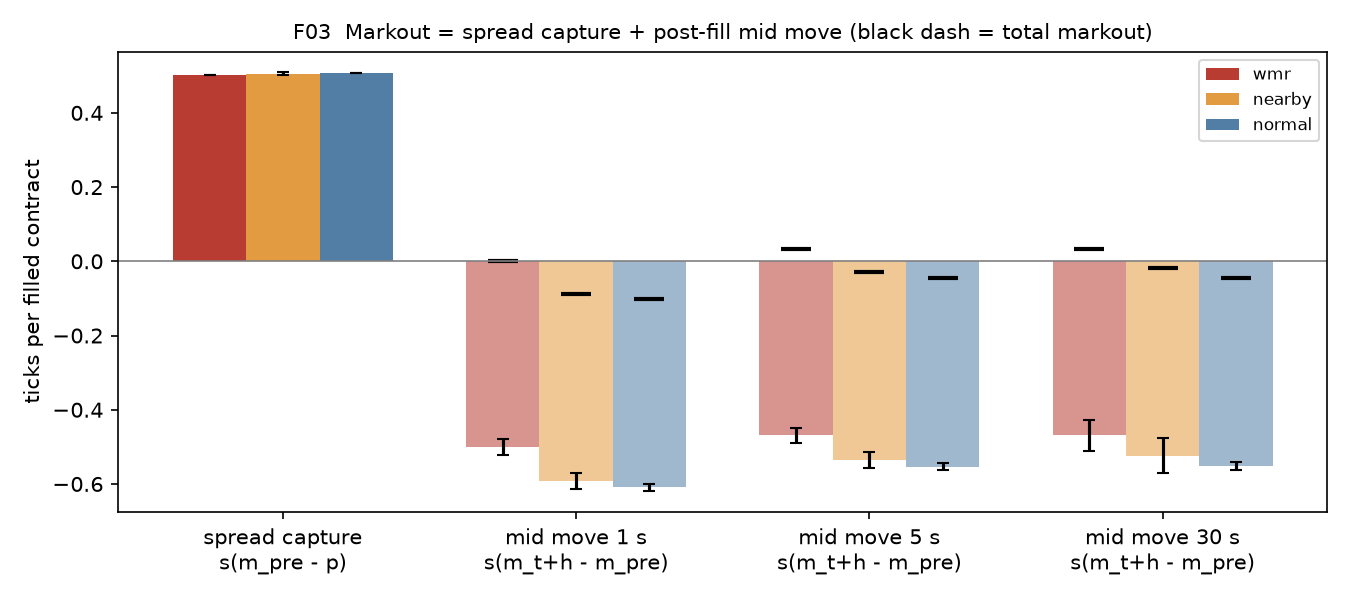 F03  Markout = spread capture + post-fill mid move (black dash = total markout)
wmr
nearby
normal
ticks per filled contract
0.4
0.2
0.0
−0.2
−0.4
−0.6
spread capture
s(m_pre - p)
mid move 1 s
s(m_t+h - m_pre)
mid move 5 s
s(m_t+h - m_pre)
mid move 30 s
s(m_t+h - m_pre)